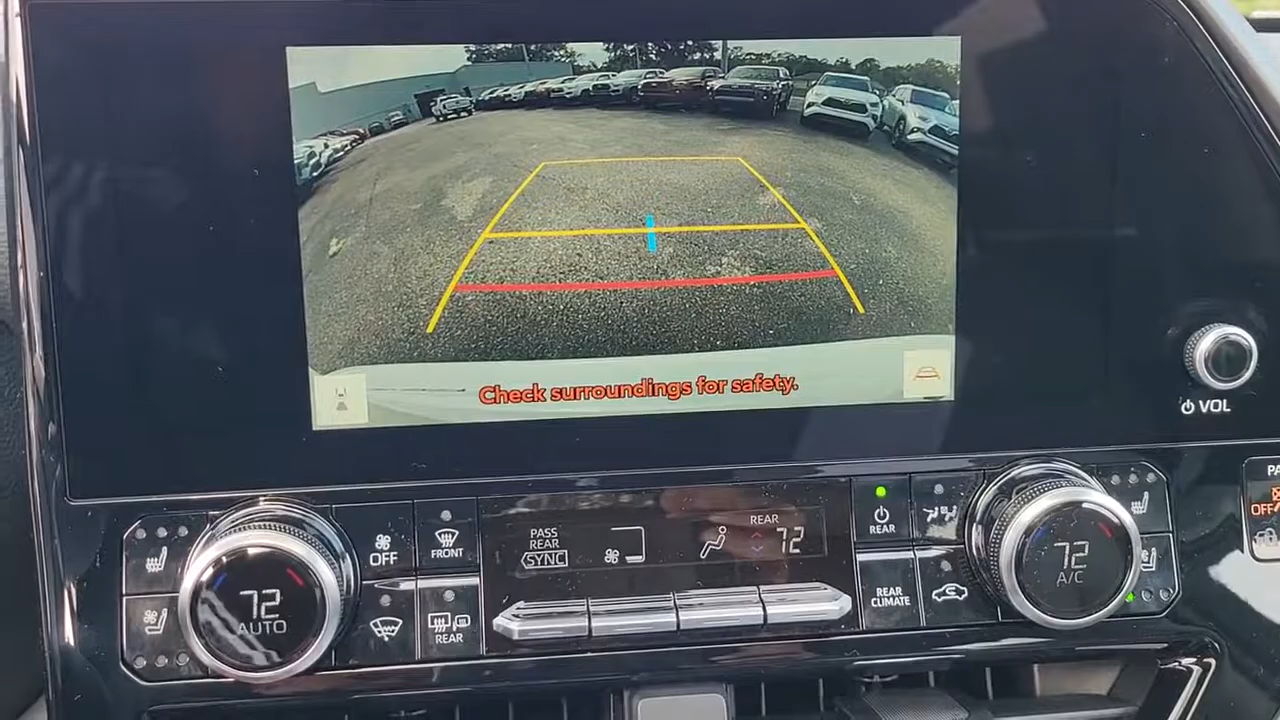 Check surroundings for safety.
VOL
PA
OFF
72
AUTO
OFF
FRONT
REAR
PASS
REAR
SYNC
REAR
72
REAR
REAR
CLIMATE
72
A/C